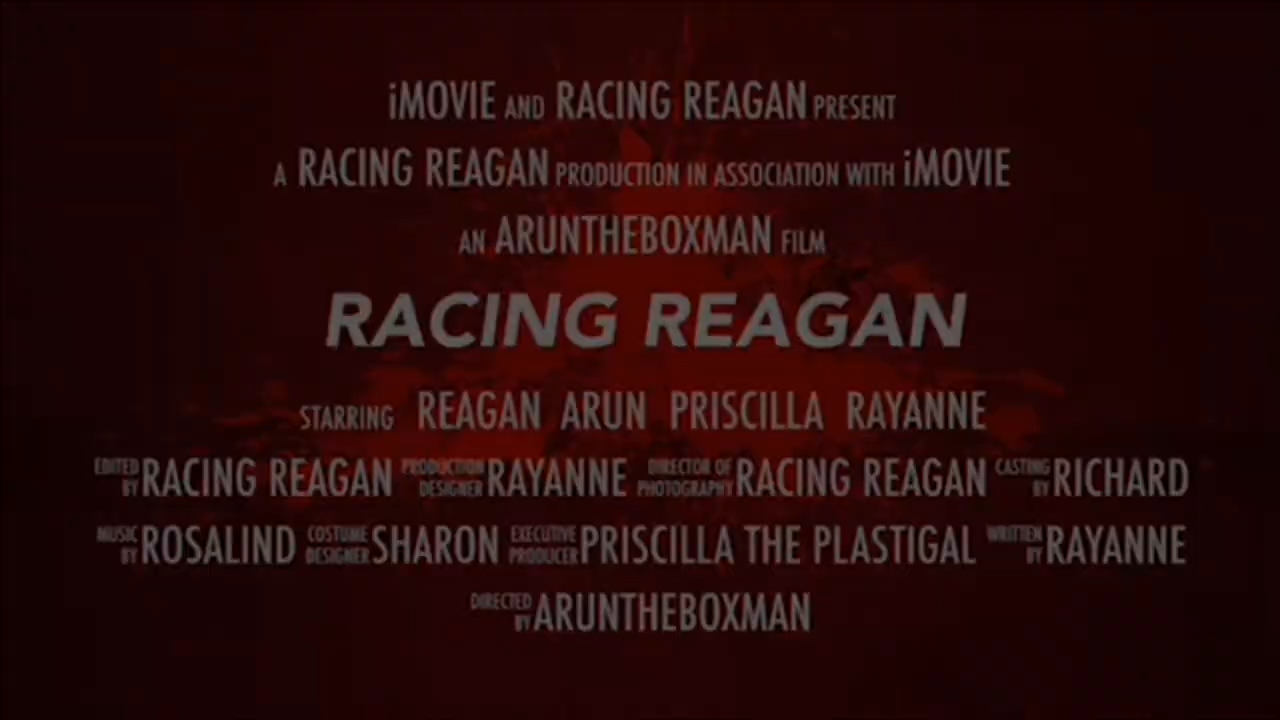 iMOVIE AND RACING REAGAN PRESENT
A RACING REAGAN PRODUCTION IN ASSOCIATION WITH iMOVIE
AN ARUNTHEBOXMAN FILM
RACING REAGAN
STARRING REAGAN ARUN PRISCILLA RAYANNE
EDITED BY RACING REAGAN PRODUCTION DESIGNER RAYANNE DIRECTOR OF PHOTOGRAPHY RACING REAGAN CASTING BY RICHARD
MUSIC BY ROSALIND COSTUME DESIGNER SHARON EXECUTIVE PRODUCER PRISCILLA THE PLASTIGAL WRITTEN BY RAYANNE
DIRECTED BY ARUNTHEBOXMAN